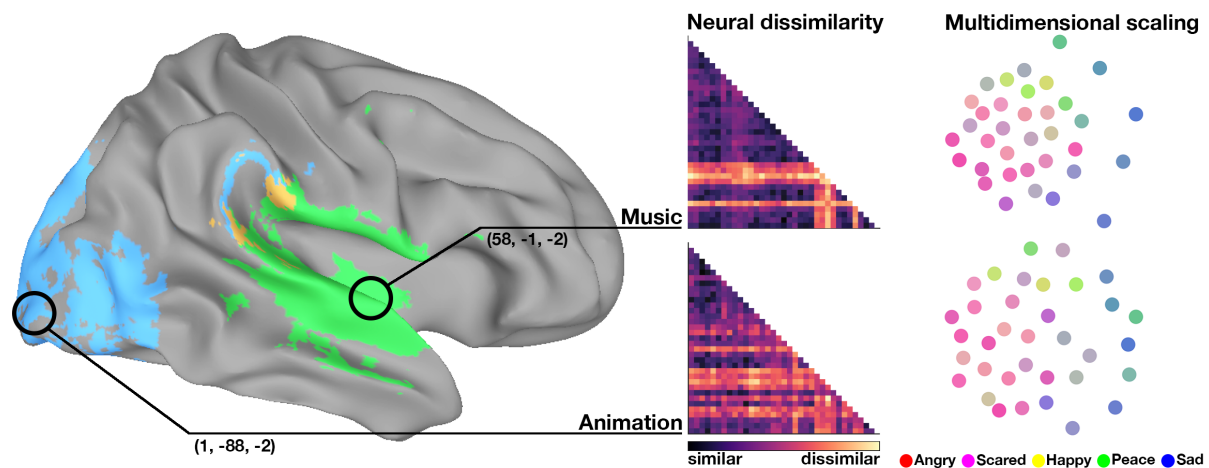 Neural dissimilarity
Multidimensional scaling
Music
(58, -1, -2)
Animation
(1, -88, -2)
similar
dissimilar
Angry
Scared
Happy
Peace
Sad